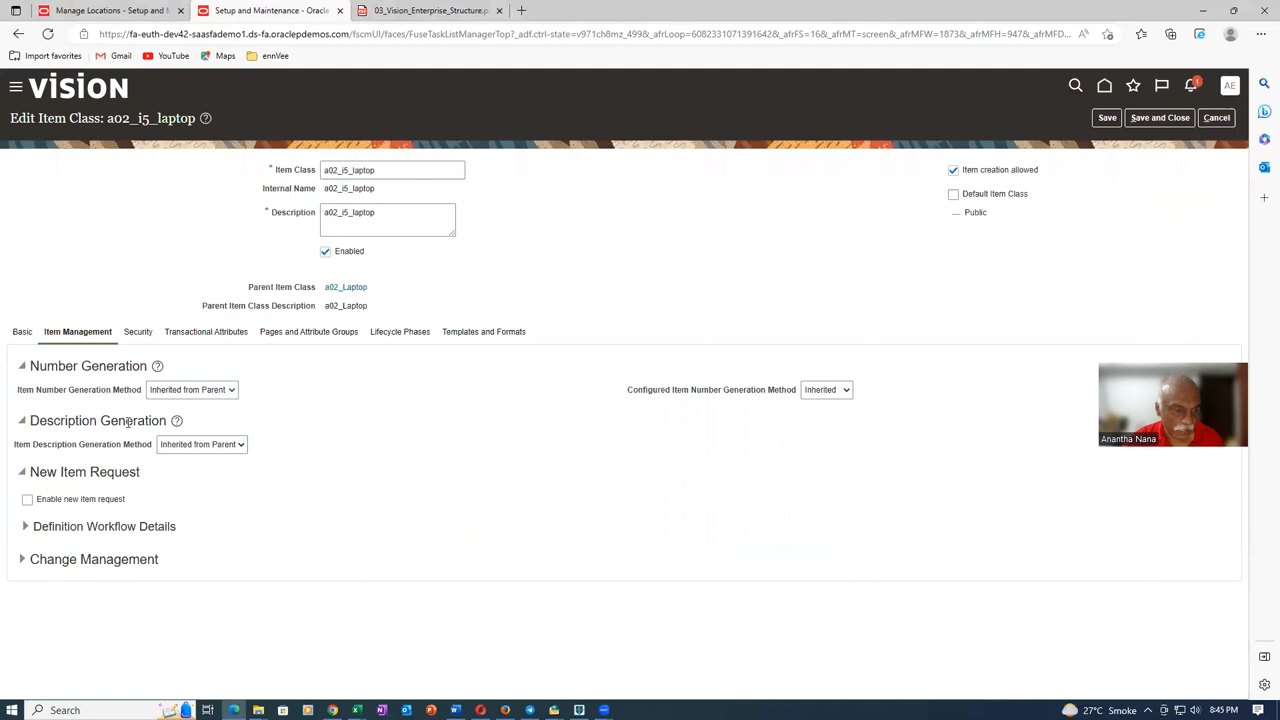 Manage Locations - Setup and M
Setup and Maintenance - Oracle
03_Vision_Enterprise_Structure.p
https://fa-euth-dev42-saasfademo1.ds-fa.oraclepdemos.com/fscmUI/faces/FuseTaskListManagerTop?_adf.ctrl-state=v971ch8mz_499&_afrLoop=6082331071391642&_afrFS=16&_afrMT=screen&_afrMFW=1873&_afrMFH=947&_afrMFD...
Import favorites
Gmail
YouTube
Maps
ennVee
VISION
1
AE
Edit Item Class: a02_i5_laptop
Save
Save and Close
Cancel
* Item Class a02_i5_laptop
Item creation allowed
Internal Name a02_i5_laptop
Default Item Class
* Description a02_i5_laptop
Public
Enabled
Parent Item Class a02_Laptop
Parent Item Class Description a02_Laptop
Basic
Item Management
Security
Transactional Attributes
Pages and Attribute Groups
Lifecycle Phases
Templates and Formats
Number Generation
Item Number Generation Method Inherited from Parent
Configured Item Number Generation Method Inherited
Description Generation
Item Description Generation Method Inherited from Parent
New Item Request
Enable new item request
Definition Workflow Details
Change Management
Anantha Nana
Search
27°C Smoke
8:45 PM